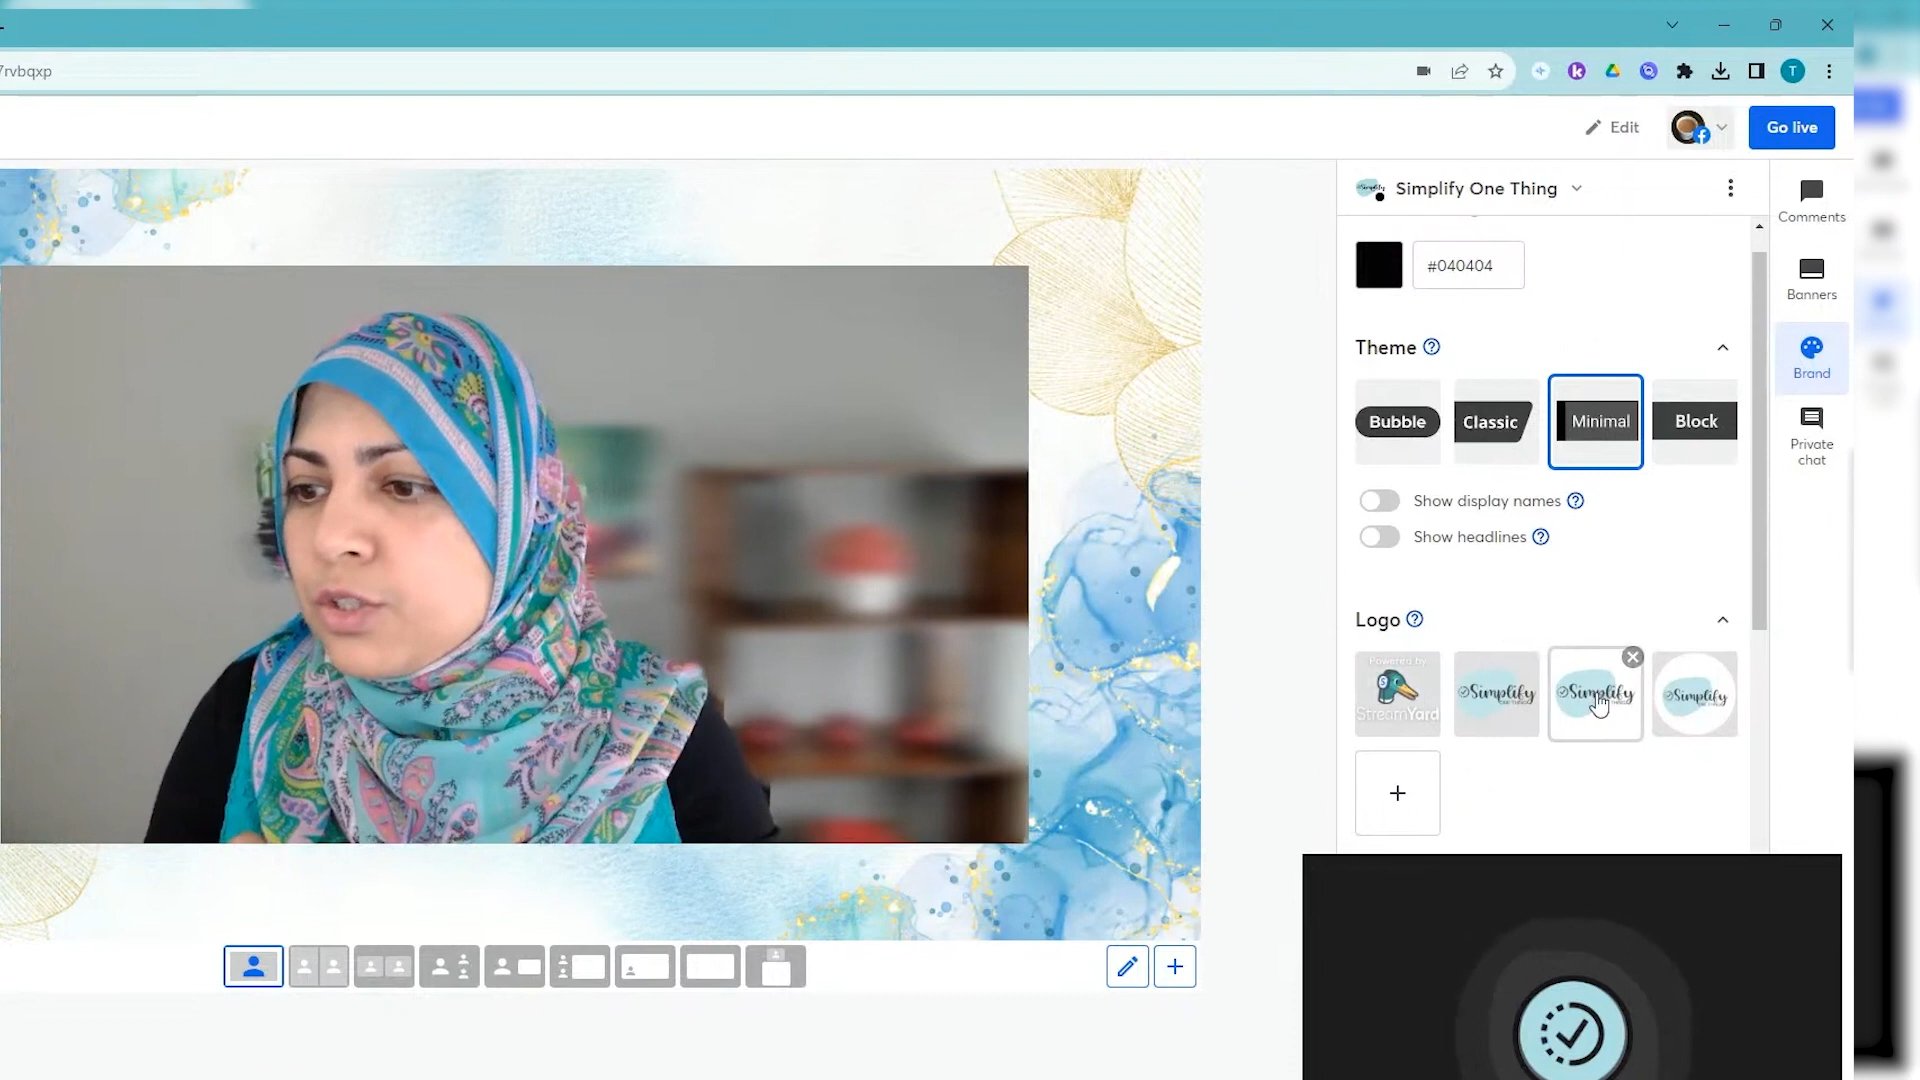 7rvbqxp
T
Edit
Go live
Simplify One Thing
#040404
Comments
Banners
Brand
Private
chat
Theme
Bubble
Classic
Minimal
Block
Show display names
Show headlines
Logo
Powered by
StreamYard
Simplify
Simplify
Simplify